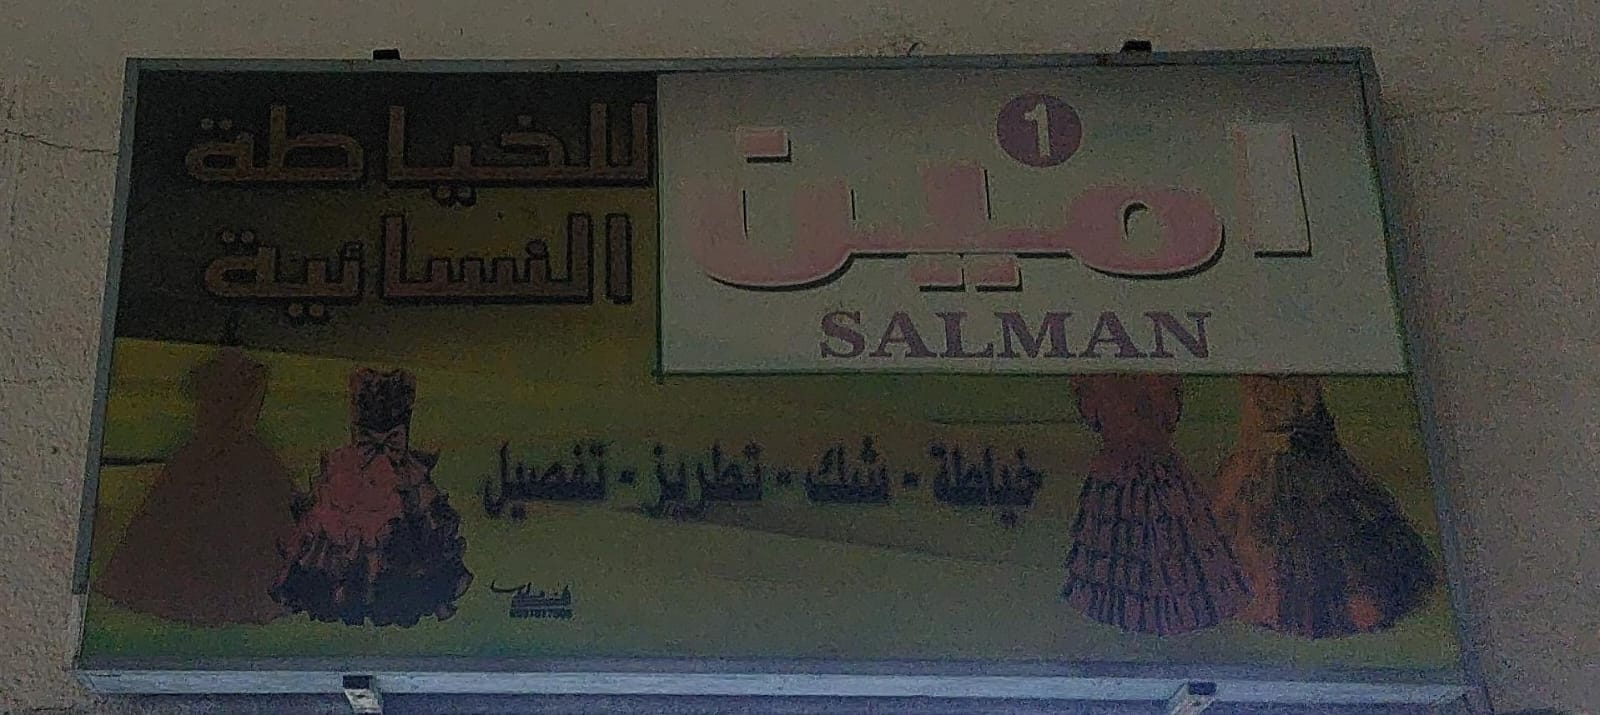 1
امين
SALMAN
للخياطة
النسائية
خياطة - شك - تطريز - تفصيل